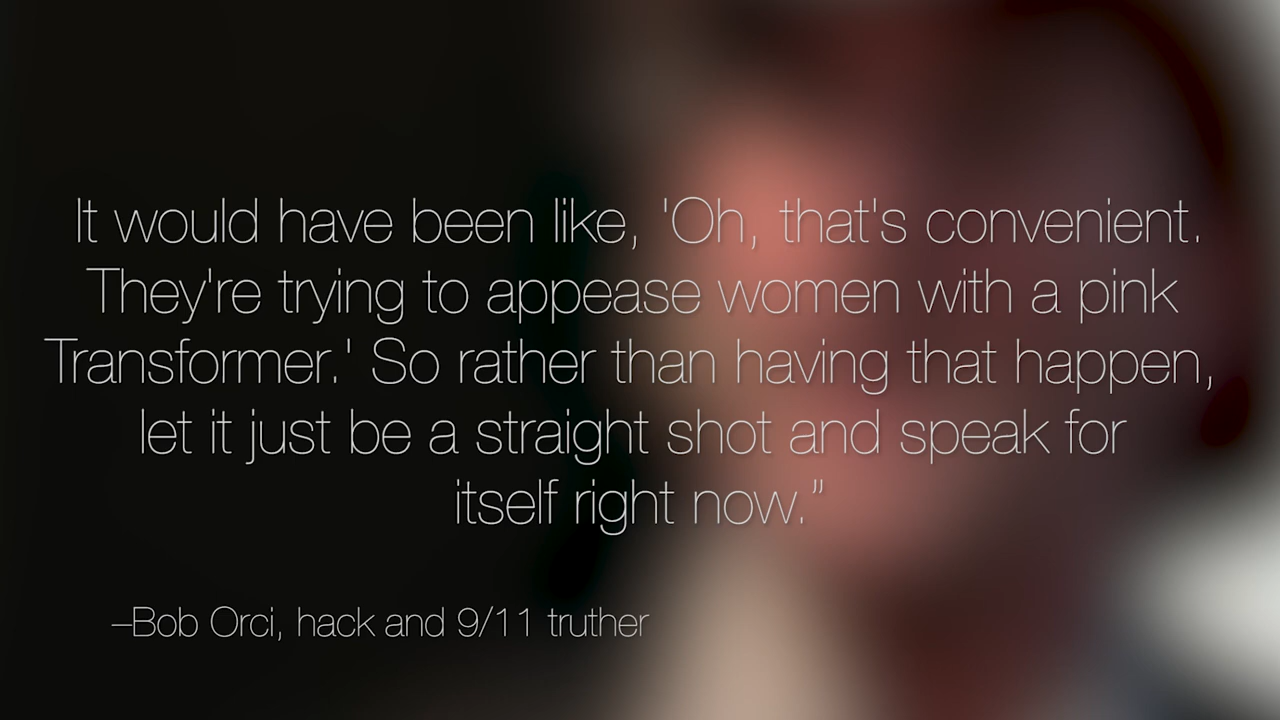 It would have been like, 'Oh, that's convenient.
They're trying to appease women with a pink
Transformer.' So rather than having that happen,
let it just be a straight shot and speak for
itself right now.”
–Bob Orci, hack and 9/11 truther